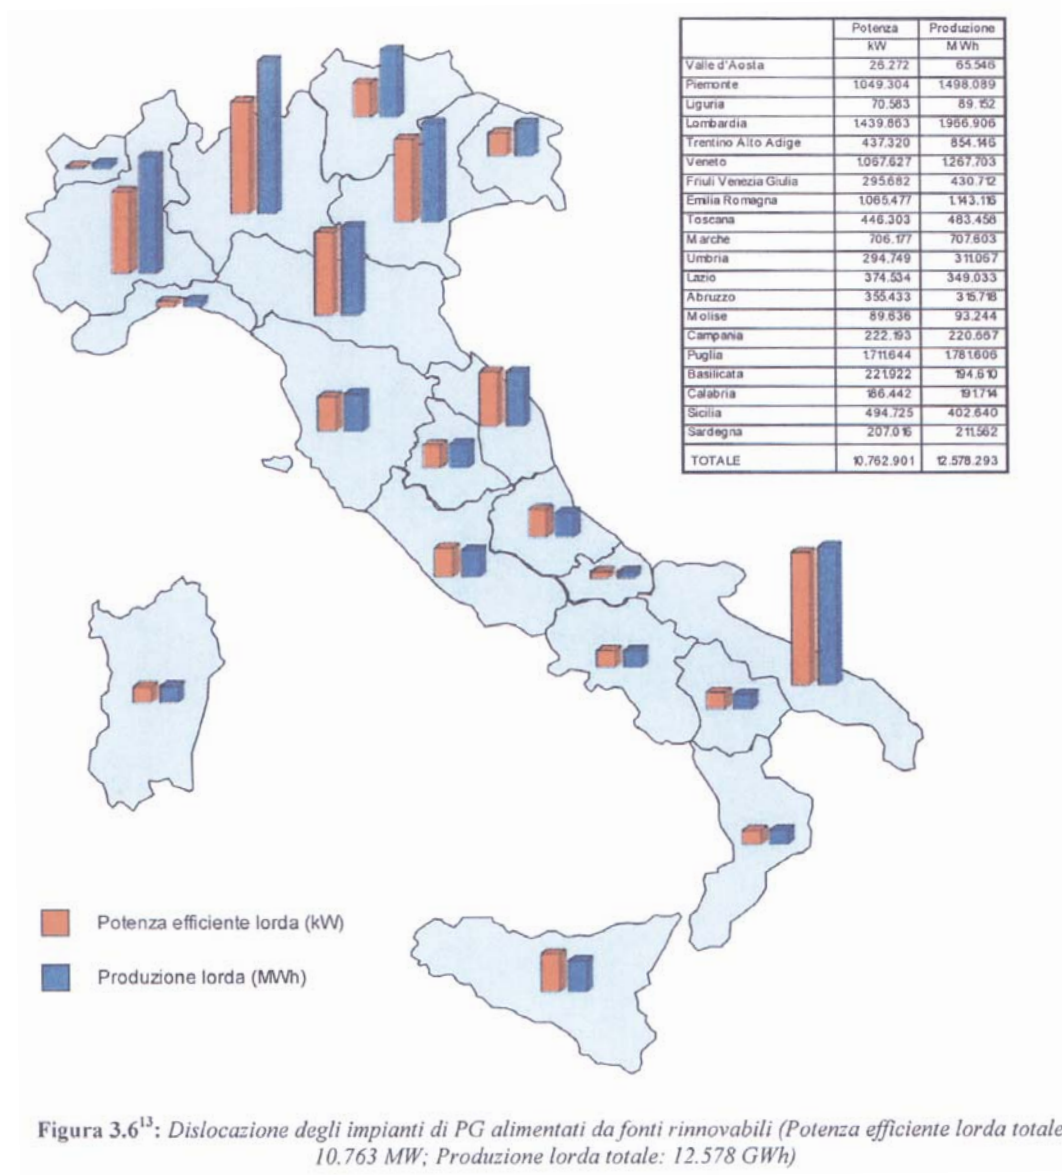 Potenza Produzione
kW MWh
Valle d'Aosta 26.272 65.546
Piemonte 1.049.304 1.498.089
Liguria 70.583 89.152
Lombardia 1.439.863 1.966.906
Trentino Alto Adige 437.320 854.146
Veneto 1.067.627 1.267.703
Friuli Venezia Giulia 295.682 430.712
Emilia Romagna 1.065.477 1.143.116
Toscana 446.303 483.458
Marche 706.177 707.603
Umbria 294.749 311.067
Lazio 374.534 349.033
Abruzzo 355.433 315.718
Molise 89.636 93.244
Campania 222.193 220.667
Puglia 1.711.644 1.781.606
Basilicata 221.922 194.610
Calabria 186.442 191.714
Sicilia 494.725 402.640
Sardegna 207.016 211.562
TOTALE 10.762.901 12.578.293
Potenza efficiente lorda (kW)
Produzione lorda (MWh)
Figura 3.6¹³: Dislocazione degli impianti di PG alimentati da fonti rinnovabili (Potenza efficiente lorda totale
10.763 MW; Produzione lorda totale: 12.578 GWh)